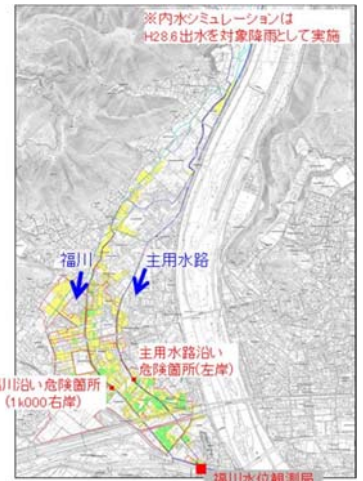 ※内水シミュレーションは
H28.6出水を対象降雨として実施
福川
主用水路
主用水路沿い
危険箇所(左岸)
川沿い危険箇所
(1k000右岸)
福川水位観測局